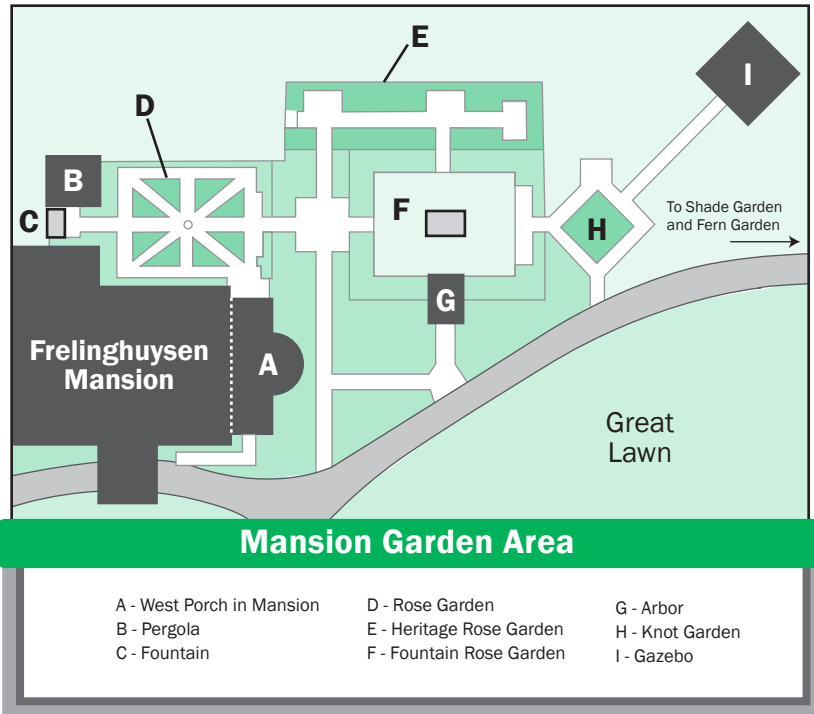 E
I
D
B
C
F
To Shade Garden
and Fern Garden
H
G
Frelinghuysen
Mansion
A
Great
Lawn
Mansion Garden Area
A - West Porch in Mansion
B - Pergola
C - Fountain
D - Rose Garden
E - Heritage Rose Garden
F - Fountain Rose Garden
G - Arbor
H - Knot Garden
I - Gazebo